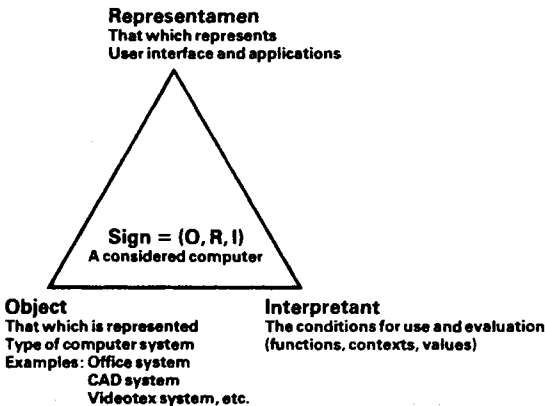 Representamen
That which represents
User interface and applications
Sign = (O, R, I)
A considered computer
Object
That which is represented
Type of computer system
Examples: Office system
CAD system
Videotex system, etc.
Interpretant
The conditions for use and evaluation
(functions, contexts, values)